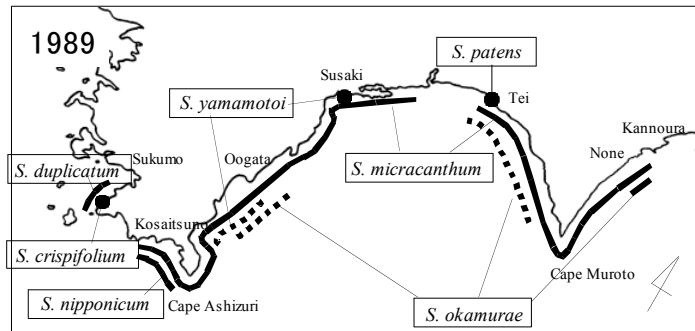 1989
S. patens
Susaki
S. yamamotoi
Tei
Kannoura
S. micracanthum
None
Oogata
Sukumo
S. duplicatum
Kosaitsuno
S. crispifolium
Cape Muroto
S. nipponicum
Cape Ashizuri
S. okamurae